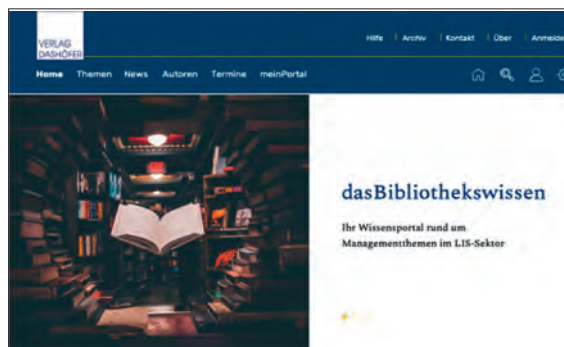 VERLAG
DASHÖFER
Hilfe | Archiv | Kontakt | Über | Anmelde
Home Themen News Autoren Termine meinPortal
dasBibliothekswissen
Ihr Wissensportal rund um
Managementthemen im LIS-Sektor